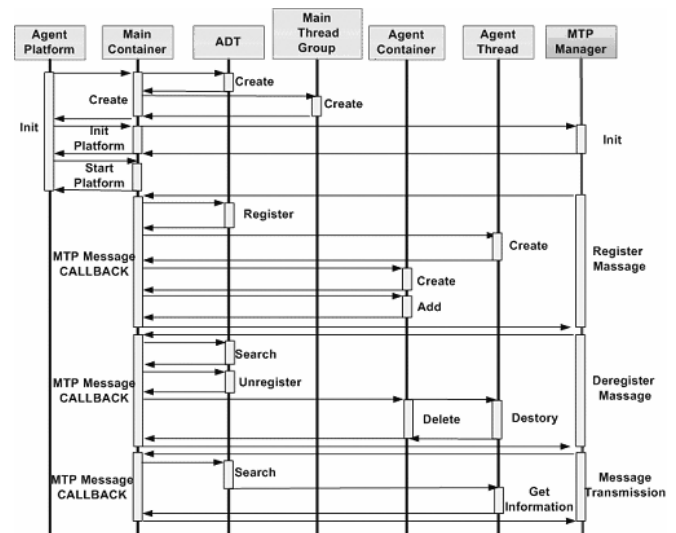 Agent
Platform
Main
Container
ADT
Main
Thread
Group
Agent
Container
Agent
Thread
MTP
Manager
Create
Create
Create
Init
Init
Platform
Init
Start
Platform
Register
MTP Message
CALLBACK
Create
Register
Massage
Create
Add
Search
MTP Message
CALLBACK
Unregister
Deregister
Massage
Delete
Destory
MTP Message
CALLBACK
Search
Message
Transmission
Get
Information